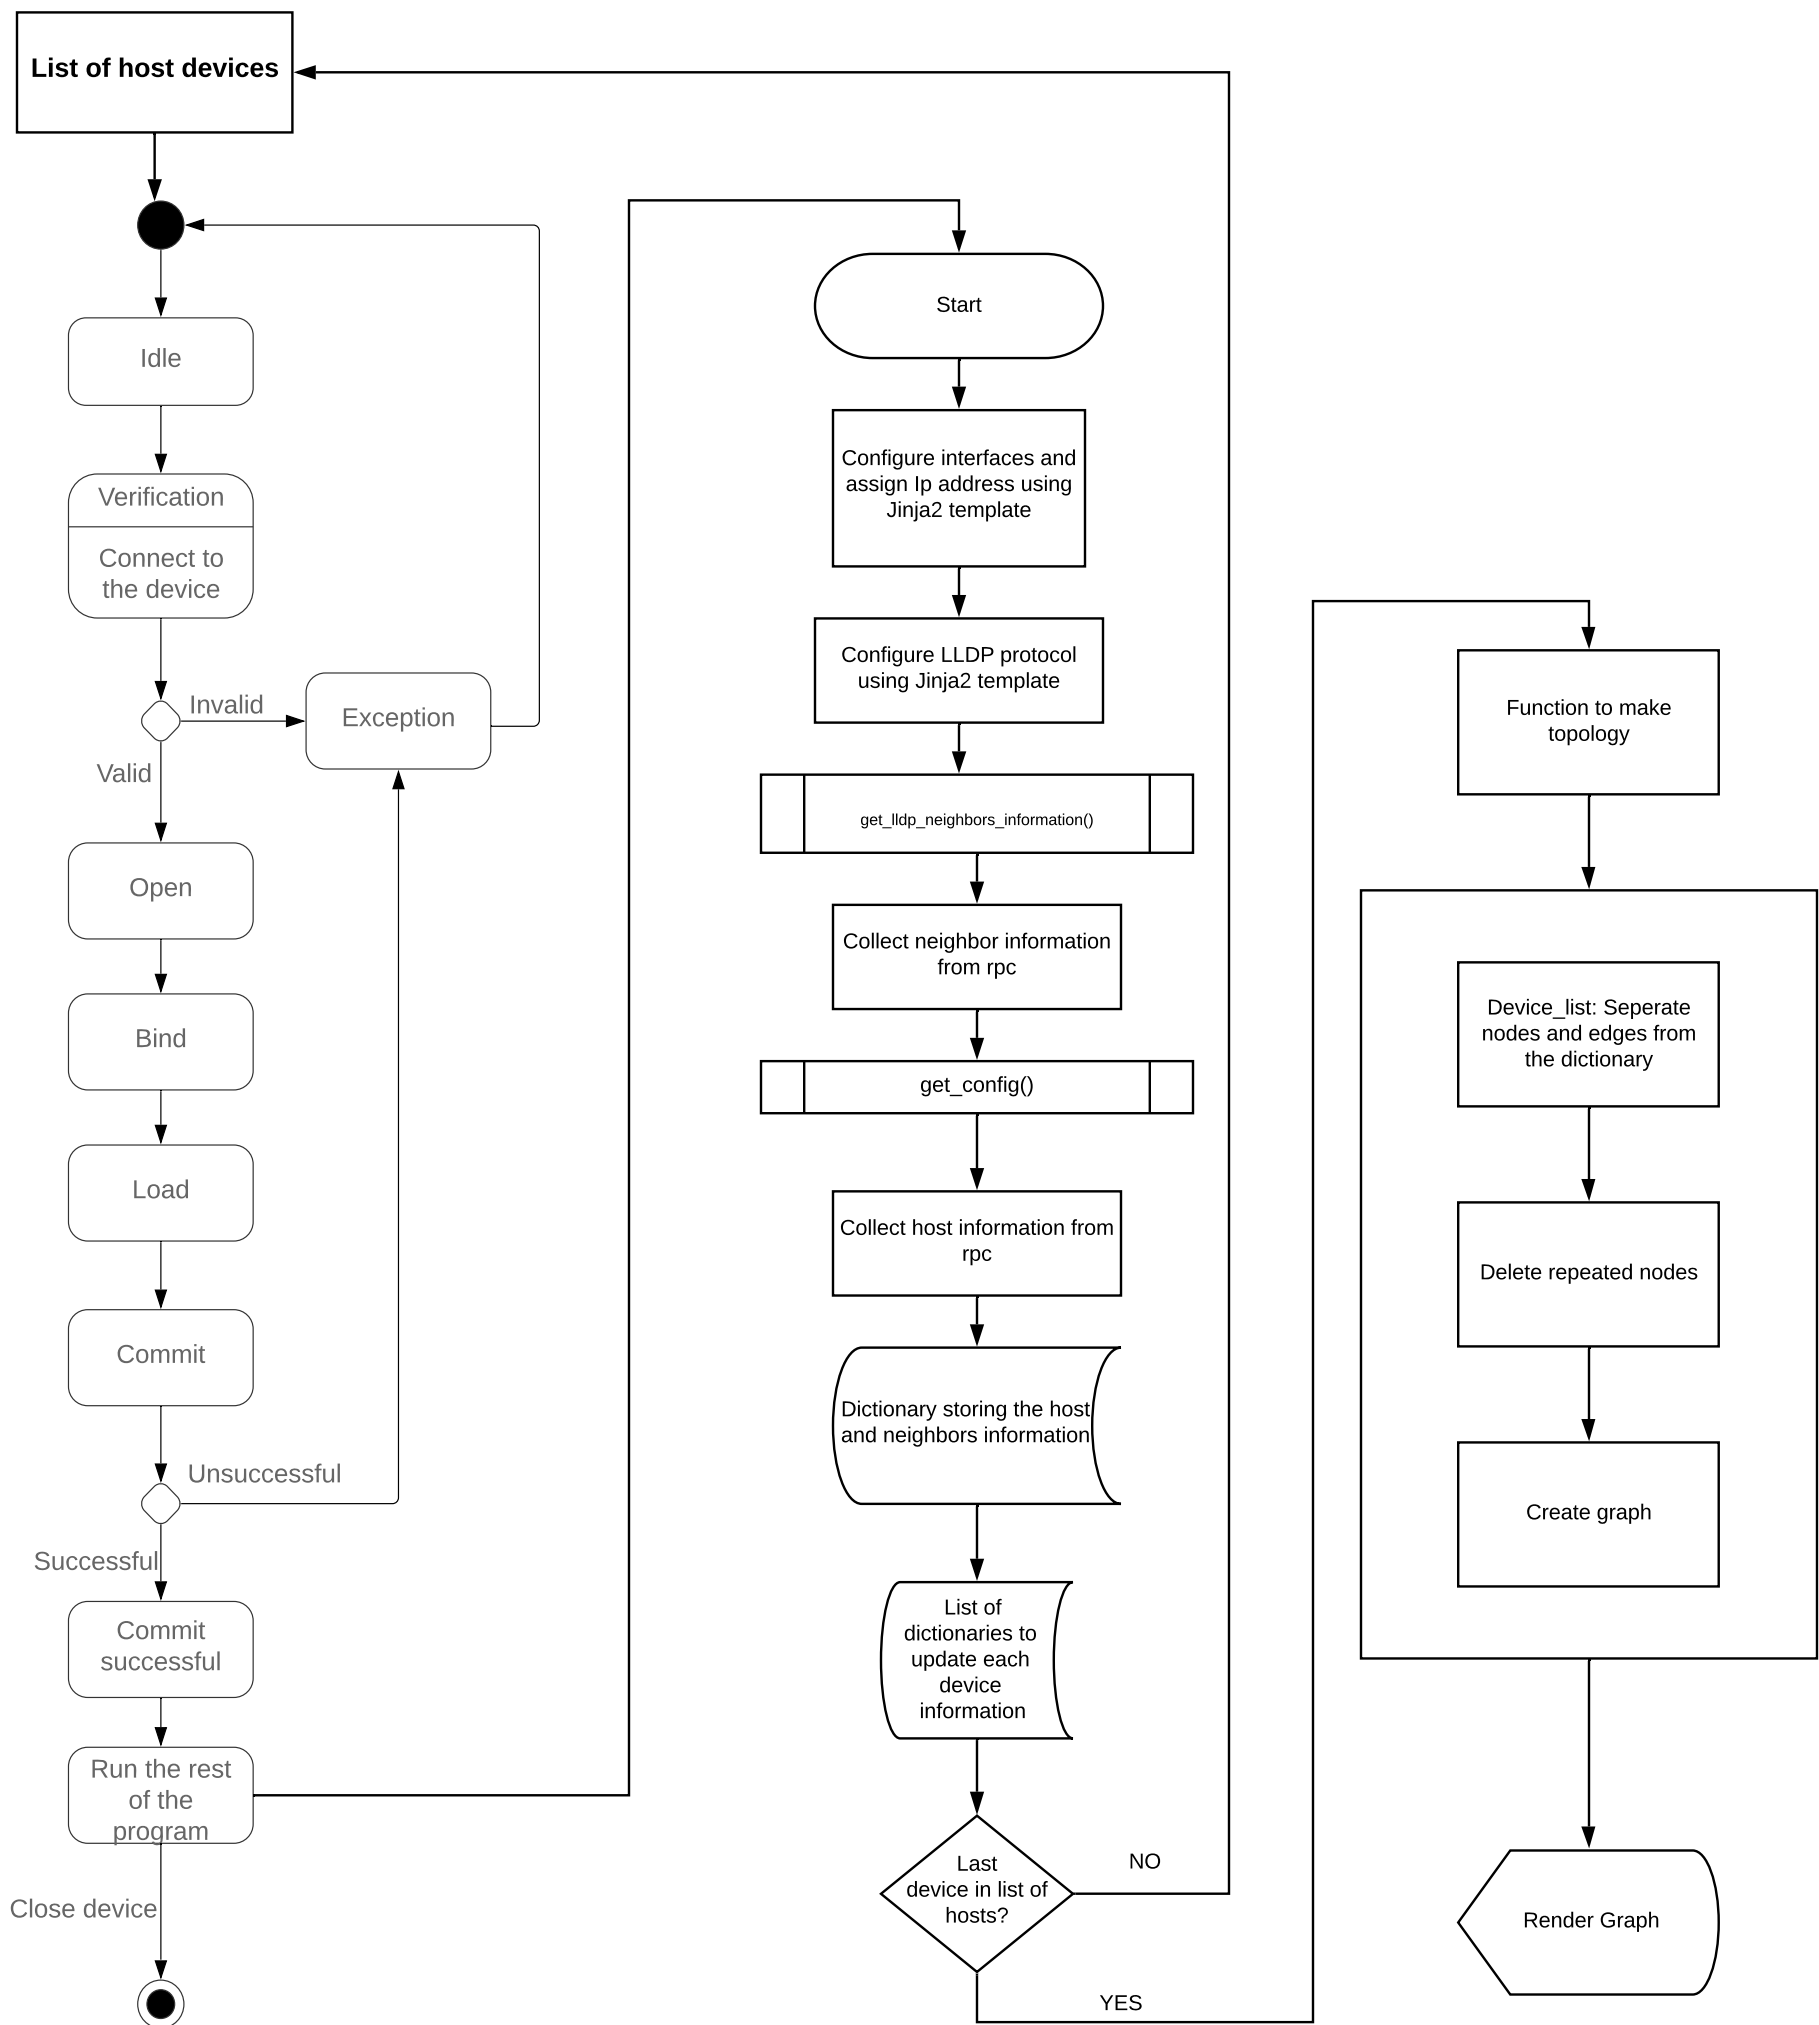 List of host devices
Idle
Verification
Connect to
the device
Invalid
Exception
Valid
Open
Bind
Load
Commit
Unsuccessful
Successful
Commit
successful
Run the rest
of the
program
Close device
Start
Configure interfaces and
assign Ip address using
Jinja2 template
Configure LLDP protocol
using Jinja2 template
get_lldp_neighbors_information()
Collect neighbor information
from rpc
get_config()
Collect host information from
rpc
Dictionary storing the host
and neighbors information
List of
dictionaries to
update each
device
information
Last
device in list of
hosts?
NO
YES
Function to make
topology
Device_list: Seperate
nodes and edges from
the dictionary
Delete repeated nodes
Create graph
Render Graph